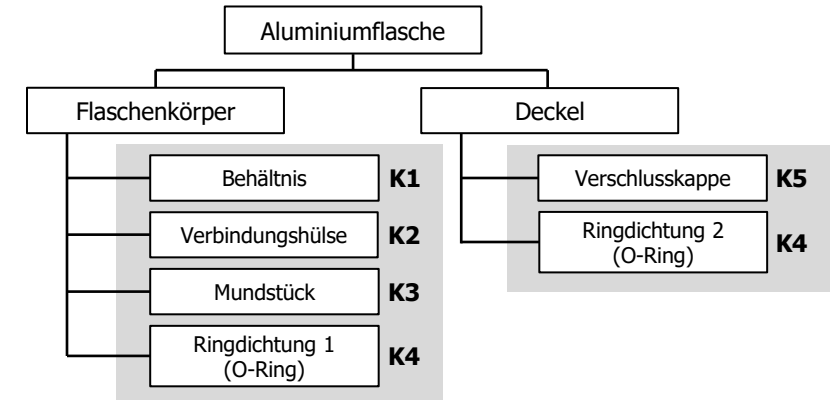 Aluminiumflasche
Flaschenkörper
Deckel
Behältnis K1
Verbindungshülse K2
Mundstück K3
Ringdichtung 1
(O-Ring) K4
Verschlusskappe K5
Ringdichtung 2
(O-Ring) K4